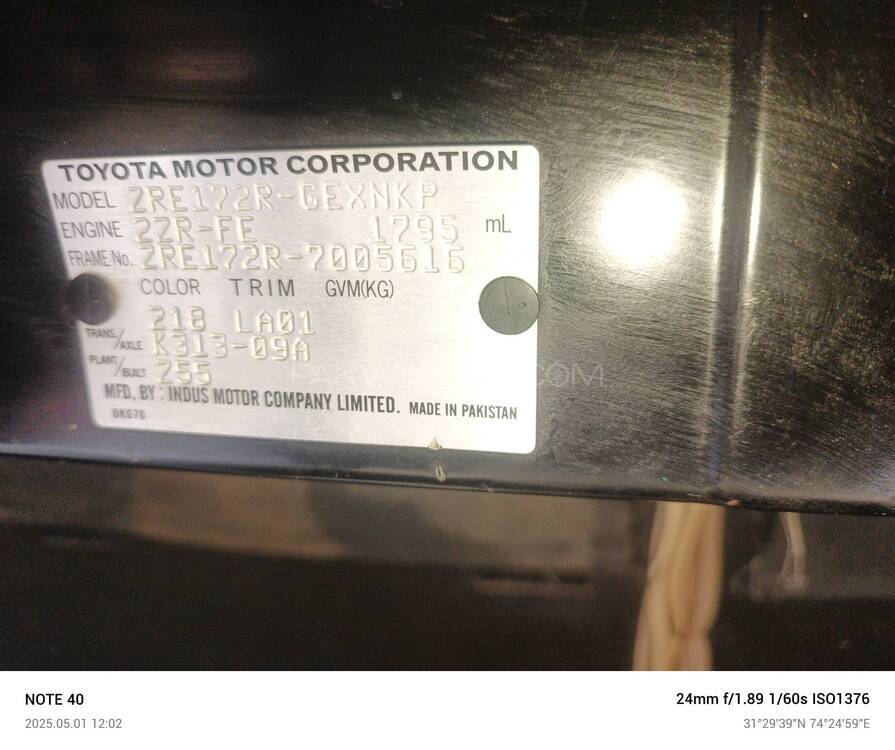 TOYOTA MOTOR CORPORATION
MODEL ZRE172R-GEXNKP
ENGINE 2ZR-FE 1795 mL
FRAME No. ZRE172R-7005616
COLOR TRIM GVM(KG)
218 LA01
TRANS./AXLE K313-09A
PLANT/BUILT Z55
MFD, BY : INDUS MOTOR COMPANY LIMITED. MADE IN PAKISTAN
0K070
NOTE 40
24mm f/1.89 1/60s ISO1376
2025.05.01 12:02
31°29'39"N 74°24'59"E